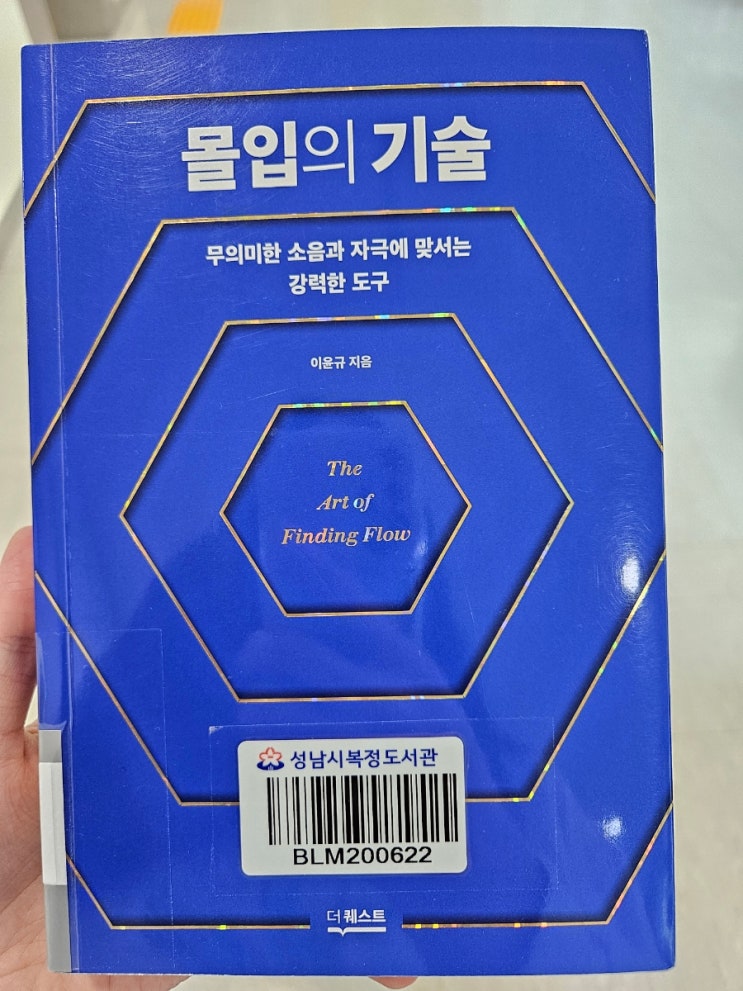 몰입의 기술
무의미한 소음과 자극에 맞서는
강력한 도구
이윤규 지음
The
Art of
Finding Flow
성남시복정도서관
BLM200622
더퀘스트